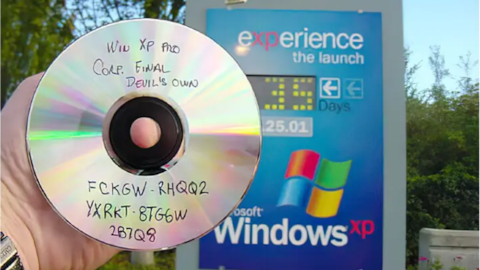 WIN XP PRO
CORP. FINAL
DEVIL'S OWN
FCKGW-RHQQ2
YXRKT-8TG6W
2B7Q8
experience
the launch
35
Days
.25.01
Microsoft
Windows xp